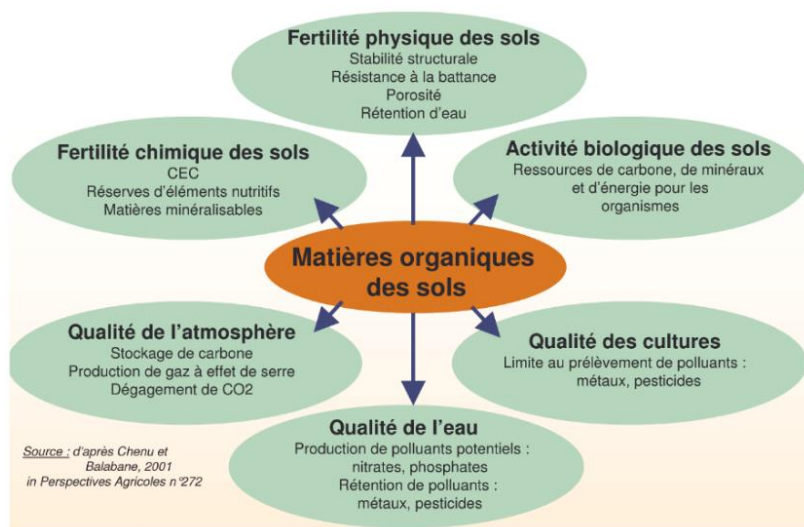 Fertilité physique des sols
Stabilité structurale
Résistance à la battance
Porosité
Rétention d'eau
Fertilité chimique des sols
CEC
Réserves d'éléments nutritifs
Matières minéralisables
Activité biologique des sols
Ressources de carbone, de minéraux
et d'énergie pour les
organismes
Matières organiques
des sols
Qualité de l'atmosphère
Stockage de carbone
Production de gaz à effet de serre
Dégagement de CO2
Qualité des cultures
Limite au prélèvement de polluants :
métaux, pesticides
Qualité de l'eau
Production de polluants potentiels :
nitrates, phosphates
Rétention de polluants :
métaux, pesticides
Source : d'après Chenu et
Balabane, 2001
in Perspectives Agricoles n°272